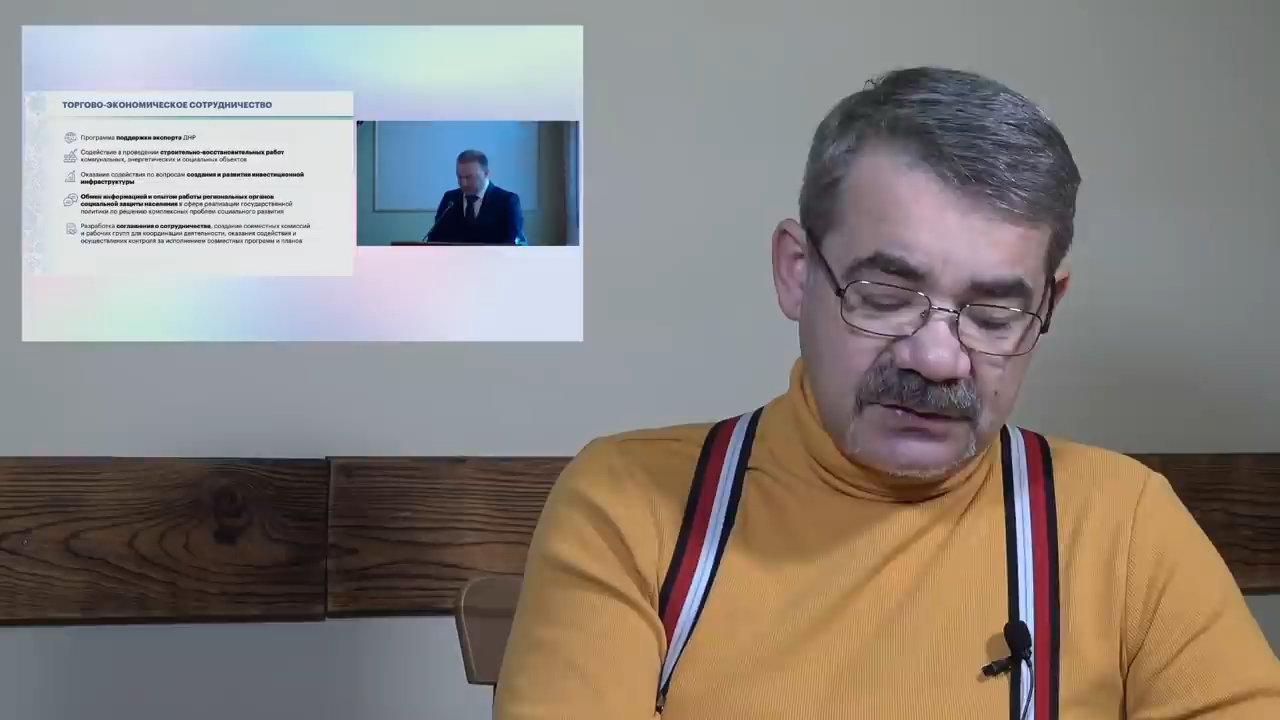 ТОРГОВО-ЭКОНОМИЧЕСКОЕ СОТРУДНИЧЕСТВО
Программа поддержки экспорта ДНР
Содействие в проведении строительно-восстановительных работ
коммунальных, энергетических и социальных объектов
Оказание содействия по вопросам создания и развития инвестиционной
инфраструктуры
Обмен информацией и опытом работы региональных органов
социальной защиты населения в сфере реализации государственной
политики по решению комплексных проблем социального развития
Разработка соглашения о сотрудничестве, создание совместных комиссий
и рабочих групп для координации деятельности, оказания содействия и
осуществления контроля за исполнением совместных программ и планов